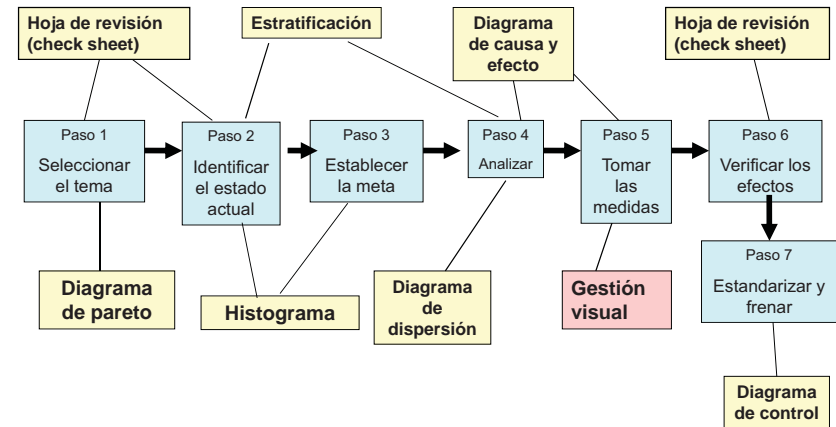 Hoja de revisión
(check sheet)
Estratificación
Diagrama
de causa y
efecto
Hoja de revisión
(check sheet)
Paso 1
Seleccionar
el tema
Paso 2
Identificar
el estado
actual
Paso 3
Establecer
la meta
Paso 4
Analizar
Paso 5
Tomar
las
medidas
Paso 6
Verificar los
efectos
Paso 7
Estandarizar y
frenar
Diagrama
de pareto
Histograma
Diagrama
de
dispersión
Gestión
visual
Diagrama
de control